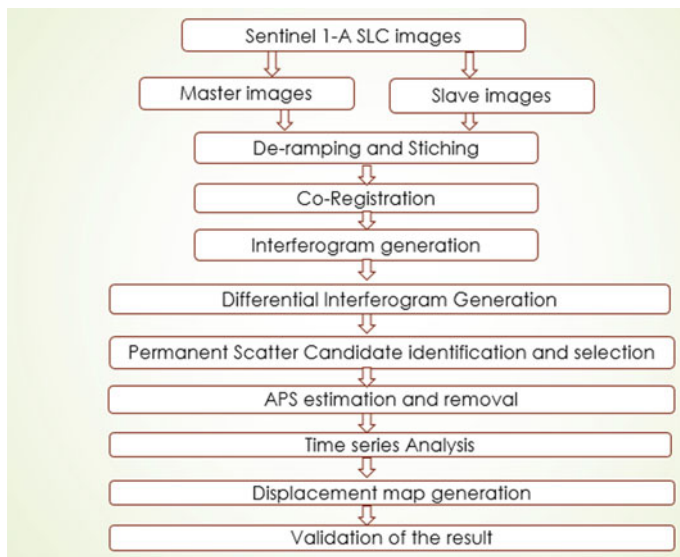 Sentinel 1-A SLC images
Master images
Slave images
De-ramping and Stiching
Co-Registration
Interferogram generation
Differential Interferogram Generation
Permanent Scatter Candidate identification and selection
APS estimation and removal
Time series Analysis
Displacement map generation
Validation of the result